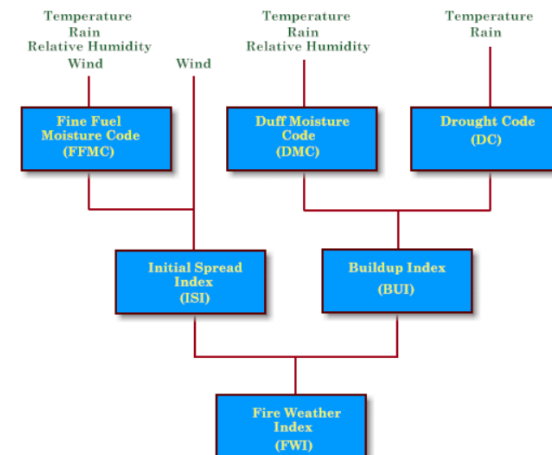 Temperature
Rain
Relative Humidity
Wind
Wind
Temperature
Rain
Relative Humidity
Temperature
Rain
Fine Fuel
Moisture Code
(FFMC)
Duff Moisture
Code
(DMC)
Drought Code
(DC)
Initial Spread
Index
(ISI)
Buildup Index
(BUI)
Fire Weather
Index
(FWI)